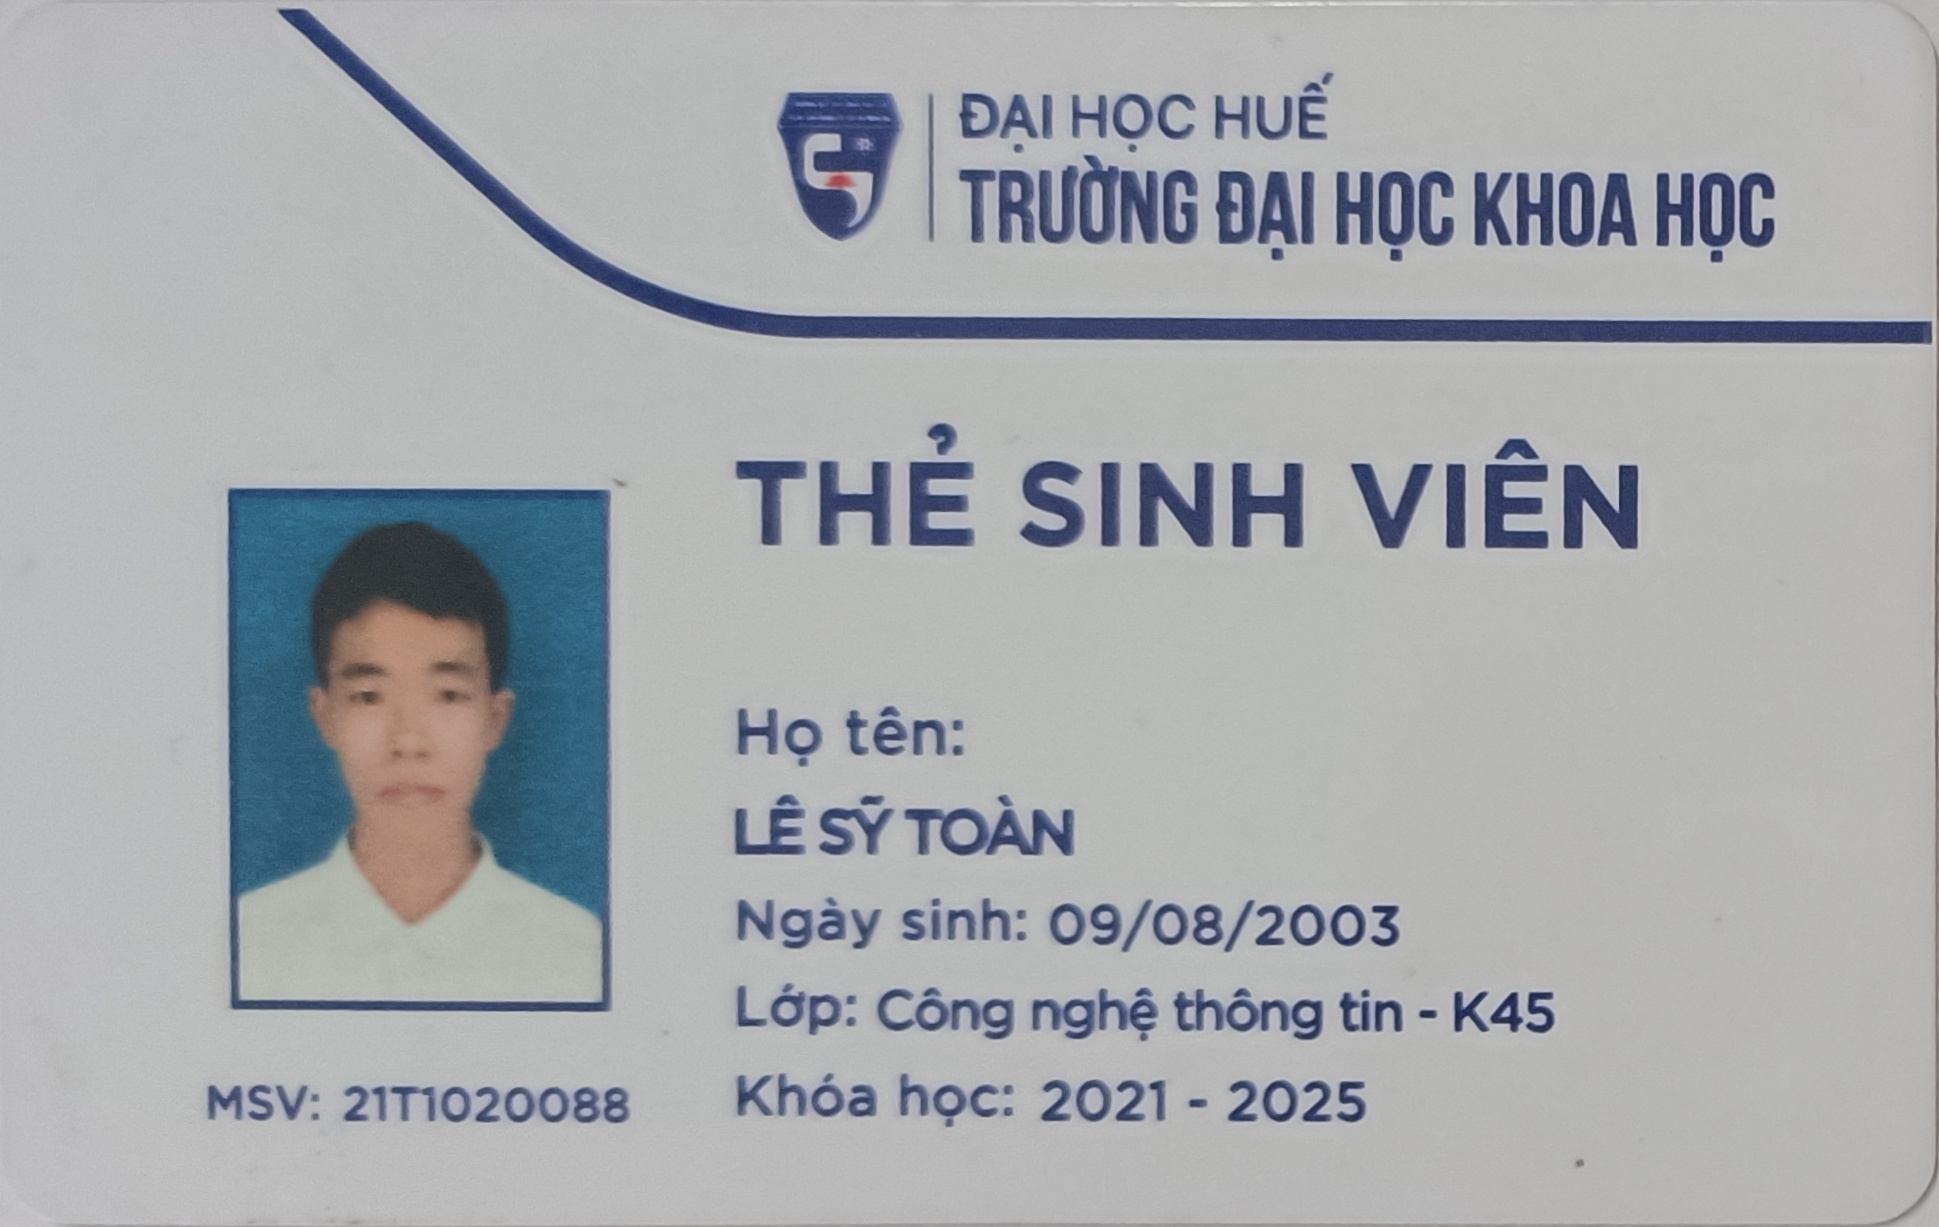 ĐẠI HỌC HUẾ
TRƯỜNG ĐẠI HỌC KHOA HỌC
THẺ SINH VIÊN
Họ tên:
LÊ SỸ TOÀN
Ngày sinh: 09/08/2003
Lớp: Công nghệ thông tin - K45
Khóa học: 2021 - 2025
MSV: 21T1020088